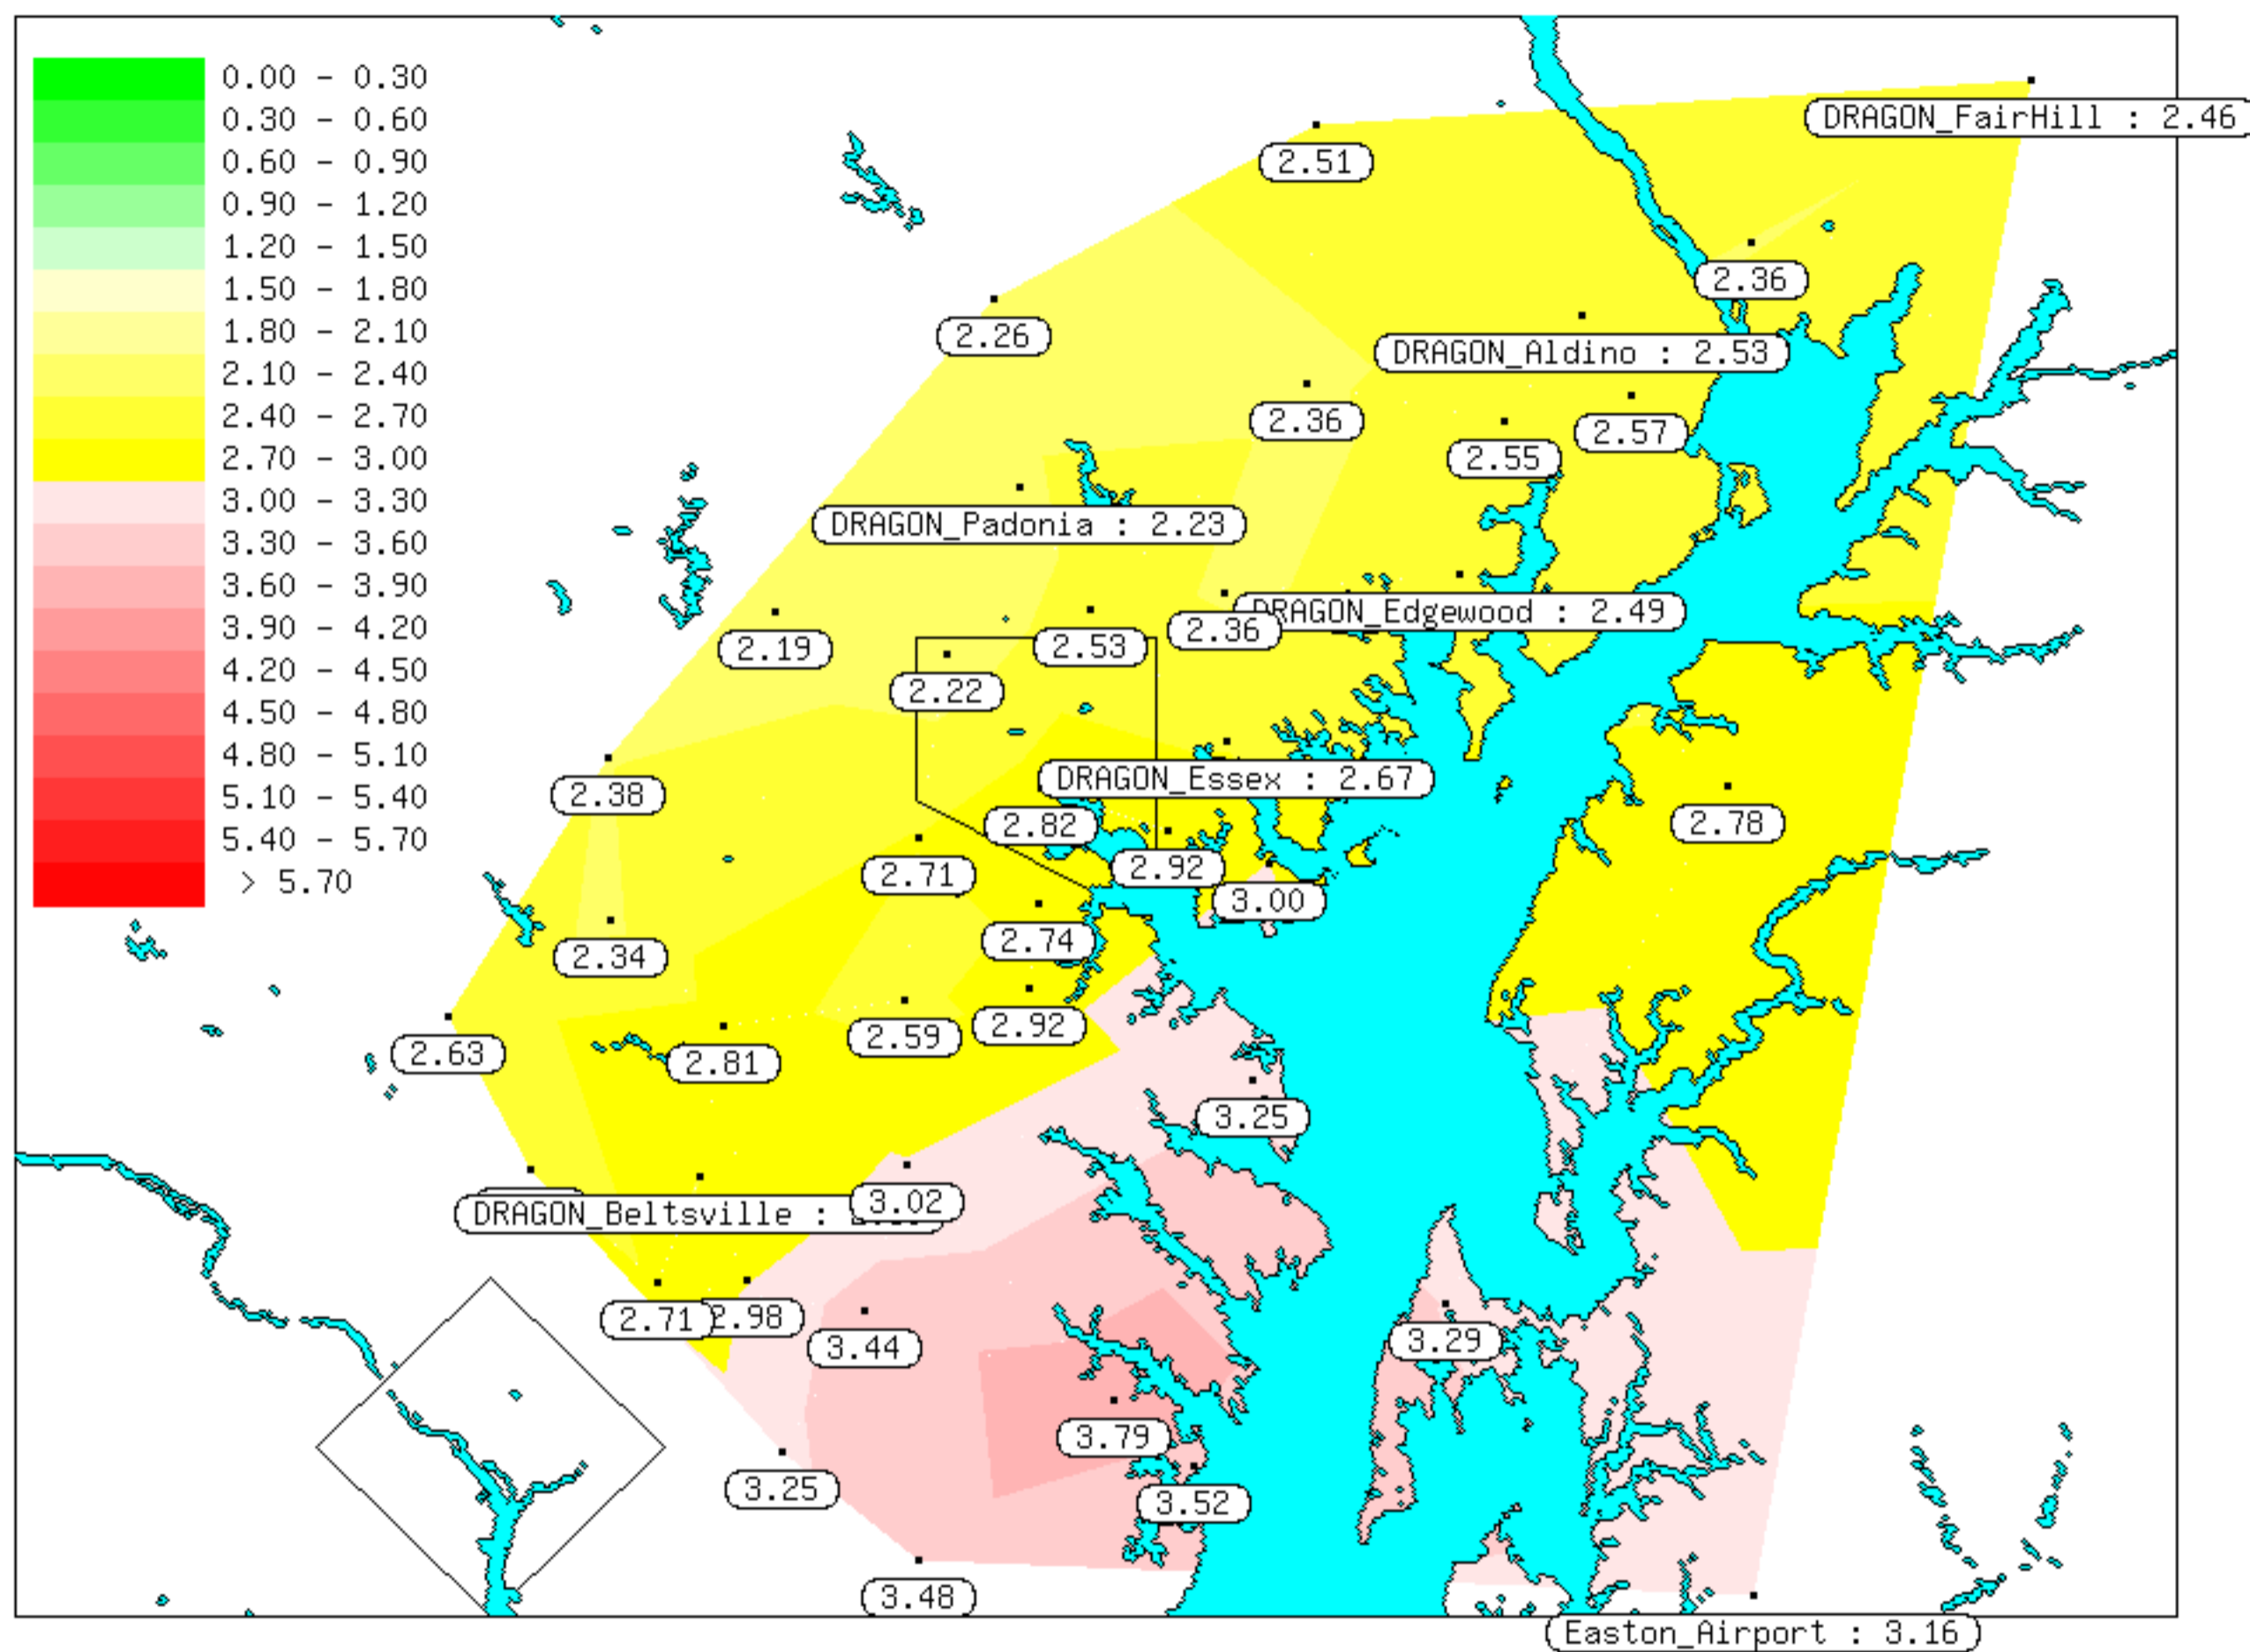 0.00 - 0.30
0.30 - 0.60
0.60 - 0.90
0.90 - 1.20
1.20 - 1.50
1.50 - 1.80
1.80 - 2.10
2.10 - 2.40
2.40 - 2.70
2.70 - 3.00
3.00 - 3.30
3.30 - 3.60
3.60 - 3.90
3.90 - 4.20
4.20 - 4.50
4.50 - 4.80
4.80 - 5.10
5.10 - 5.40
5.40 - 5.70
> 5.70
DRAGON_FairHill : 2.46
2.51
2.36
2.26
DRAGON_Aldino : 2.53
2.36
2.57
2.55
DRAGON_Padonia : 2.23
DRAGON_Edgewood : 2.49
2.36
2.53
2.19
2.22
DRAGON_Essex : 2.67
2.38
2.82
2.78
2.92
2.71
3.00
2.74
2.34
2.92
2.59
2.63
2.81
3.25
3.02
DRAGON_Beltsville :
2.71
2.98
3.44
3.29
3.79
3.25
3.52
3.48
Easton_Airport : 3.16